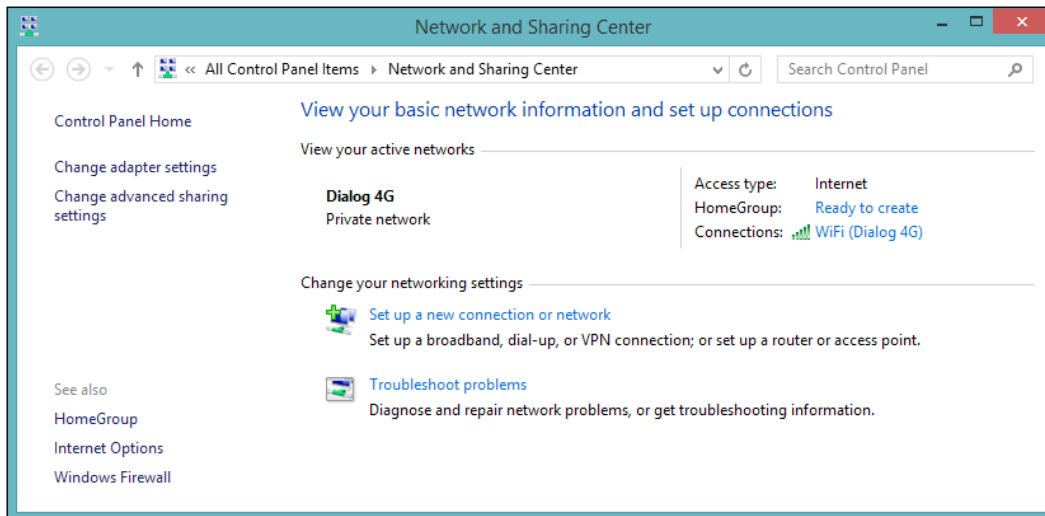 Network and Sharing Center
« All Control Panel Items Network and Sharing Center
Search Control Panel
Control Panel Home
Change adapter settings
Change advanced sharing
settings
See also
HomeGroup
Internet Options
Windows Firewall
View your basic network information and set up connections
View your active networks
Dialog 4G
Private network
Access type: Internet
HomeGroup: Ready to create
Connections: WiFi (Dialog 4G)
Change your networking settings
Set up a new connection or network
Set up a broadband, dial-up, or VPN connection; or set up a router or access point.
Troubleshoot problems
Diagnose and repair network problems, or get troubleshooting information.